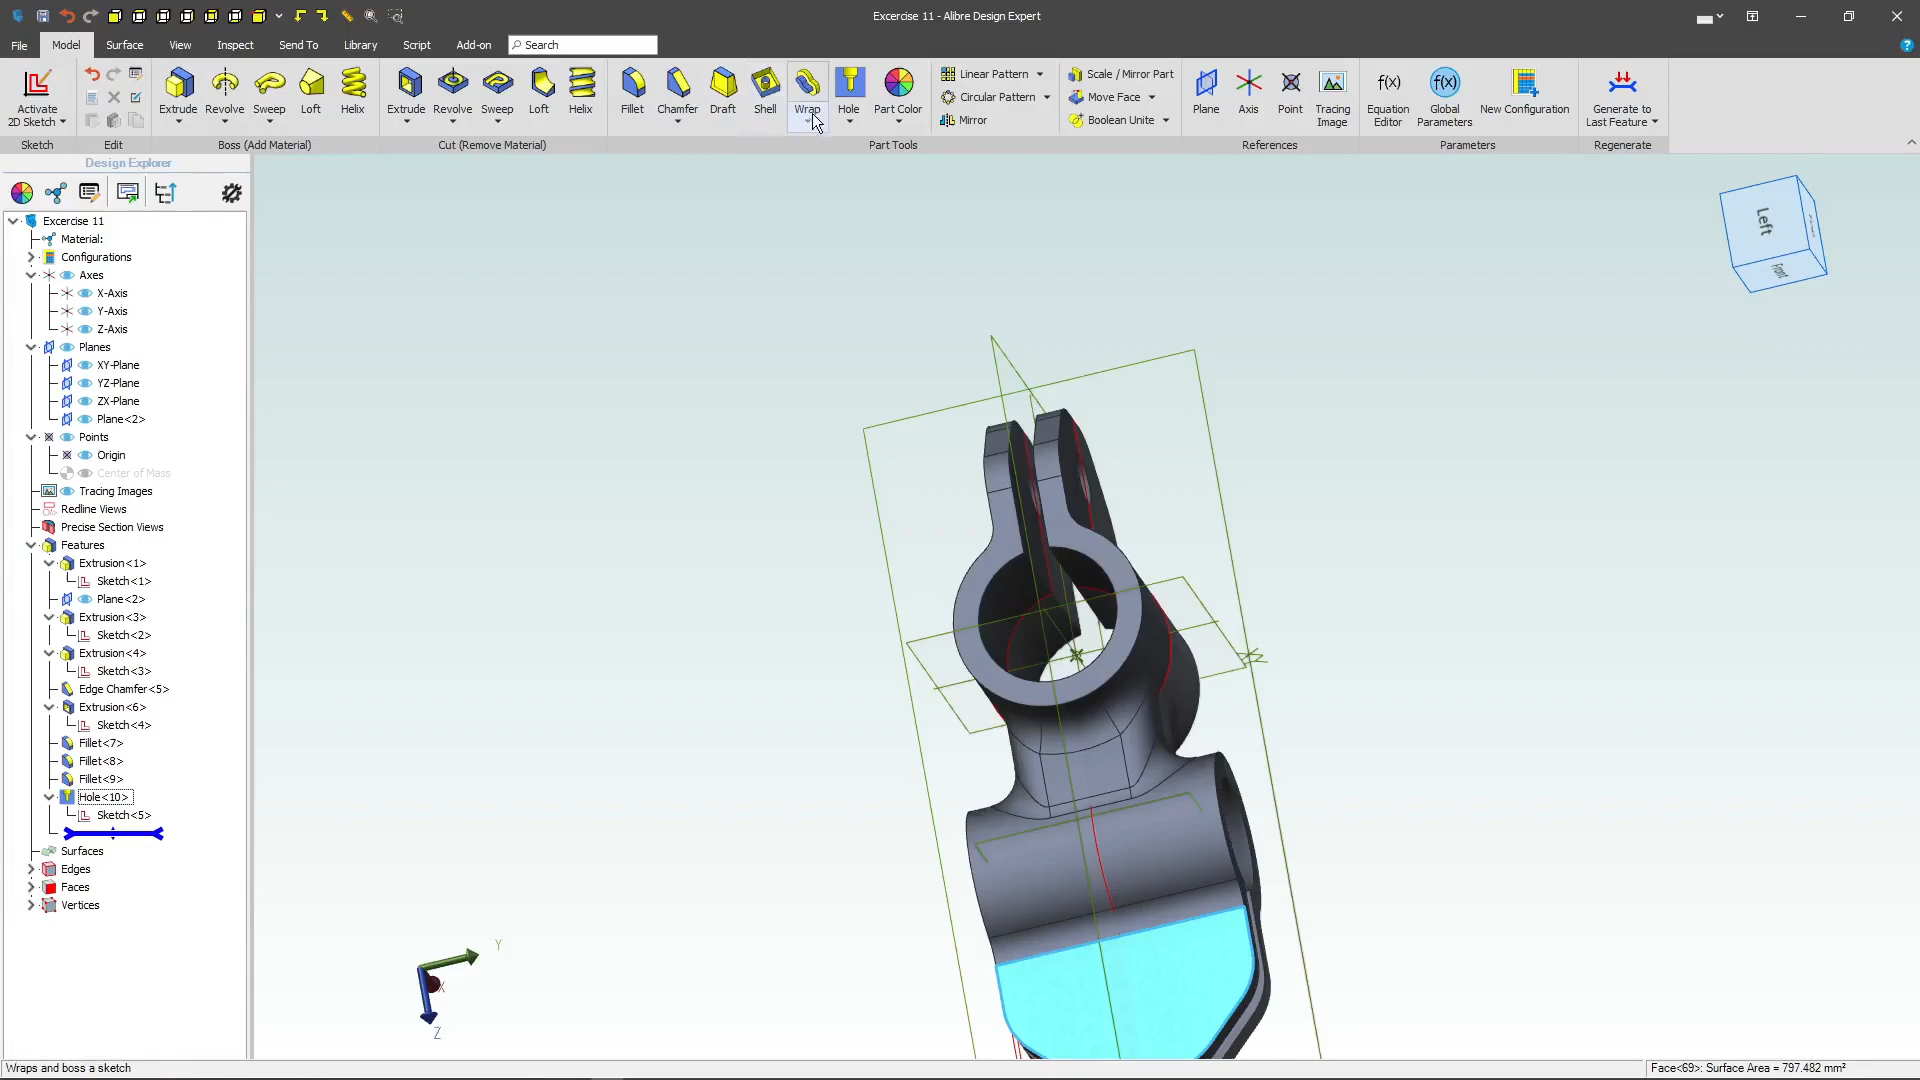 Excercise 11 - Alibre Design Expert
File Model Surface View Inspect Send To Library Script Add-on Search
Activate 2D Sketch
Extrude Revolve Sweep Loft Helix
Extrude Revolve Sweep Loft Helix
Fillet Chamfer Draft Shell Wrap Hole Part Color
Linear Pattern
Circular Pattern
Mirror
Scale / Mirror Part
Move Face
Boolean Unite
Plane Axis Point Tracing Image
f(x) Equation Editor
f(x) Global Parameters
New Configuration
Generate to Last Feature
Sketch Edit Boss (Add Material) Cut (Remove Material) Part Tools References Parameters Regenerate
Design Explorer
Excercise 11
Material:
Configurations
Axes
X-Axis
Y-Axis
Z-Axis
Planes
XY-Plane
YZ-Plane
ZX-Plane
Plane<2>
Points
Origin
Center of Mass
Tracing Images
Redline Views
Precise Section Views
Features
Extrusion<1>
Sketch<1>
Plane<2>
Extrusion<3>
Sketch<2>
Extrusion<4>
Sketch<3>
Edge Chamfer<5>
Extrusion<6>
Sketch<4>
Fillet<7>
Fillet<8>
Fillet<9>
Hole<10>
Sketch<5>
Surfaces
Edges
Faces
Vertices
Left
Front
Y
X
Z
Wraps and boss a sketch
Face<69>: Surface Area = 797.482 mm²